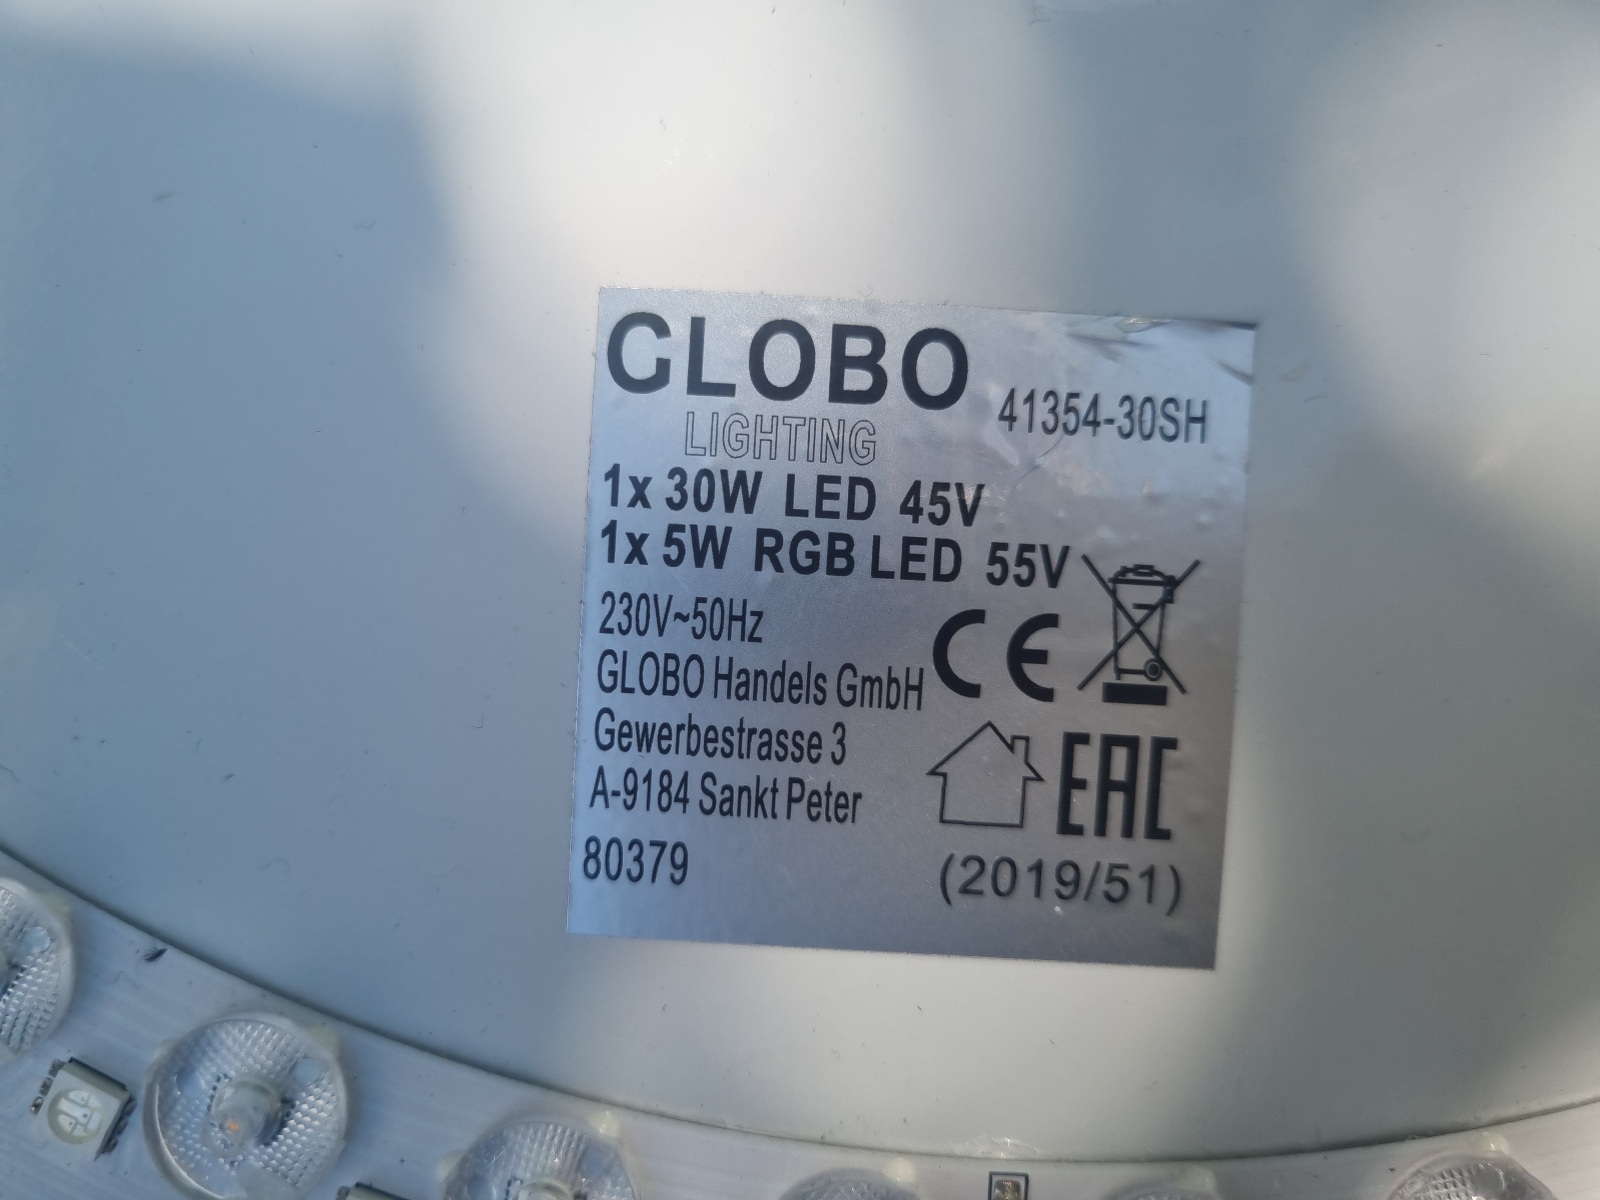 GLOBO
LIGHTING
41354-30SH
1x 30W LED 45V
1x 5W RGB LED 55V
230V~50Hz
GLOBO Handels GmbH
Gewerbestrasse 3
A-9184 Sankt Peter
80379
CE
EAC
(2019/51)